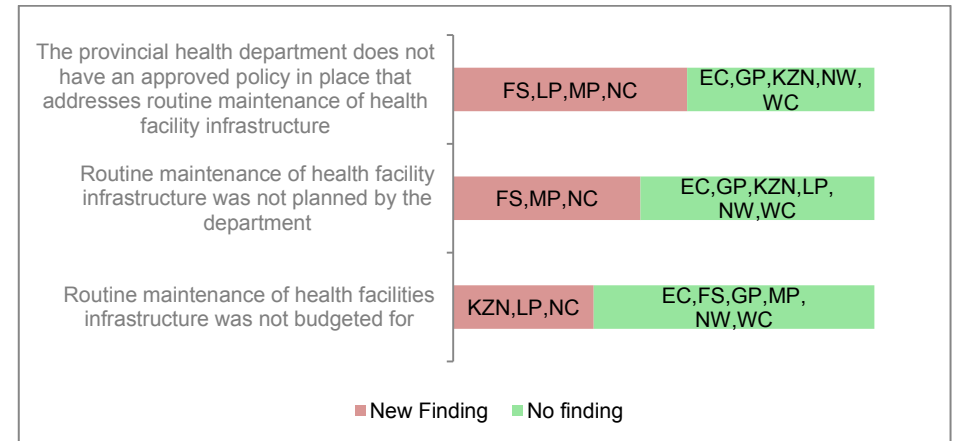 The provincial health department does not
have an approved policy in place that
addresses routine maintenance of health
facility infrastructure
FS,LP,MP,NC
EC,GP,KZN,NW,
WC
Routine maintenance of health facility
infrastructure was not planned by the
department
FS,MP,NC
EC,GP,KZN,LP,
NW,WC
Routine maintenance of health facilities
infrastructure was not budgeted for
KZN,LP,NC
EC,FS,GP,MP,
NW,WC
New Finding
No finding